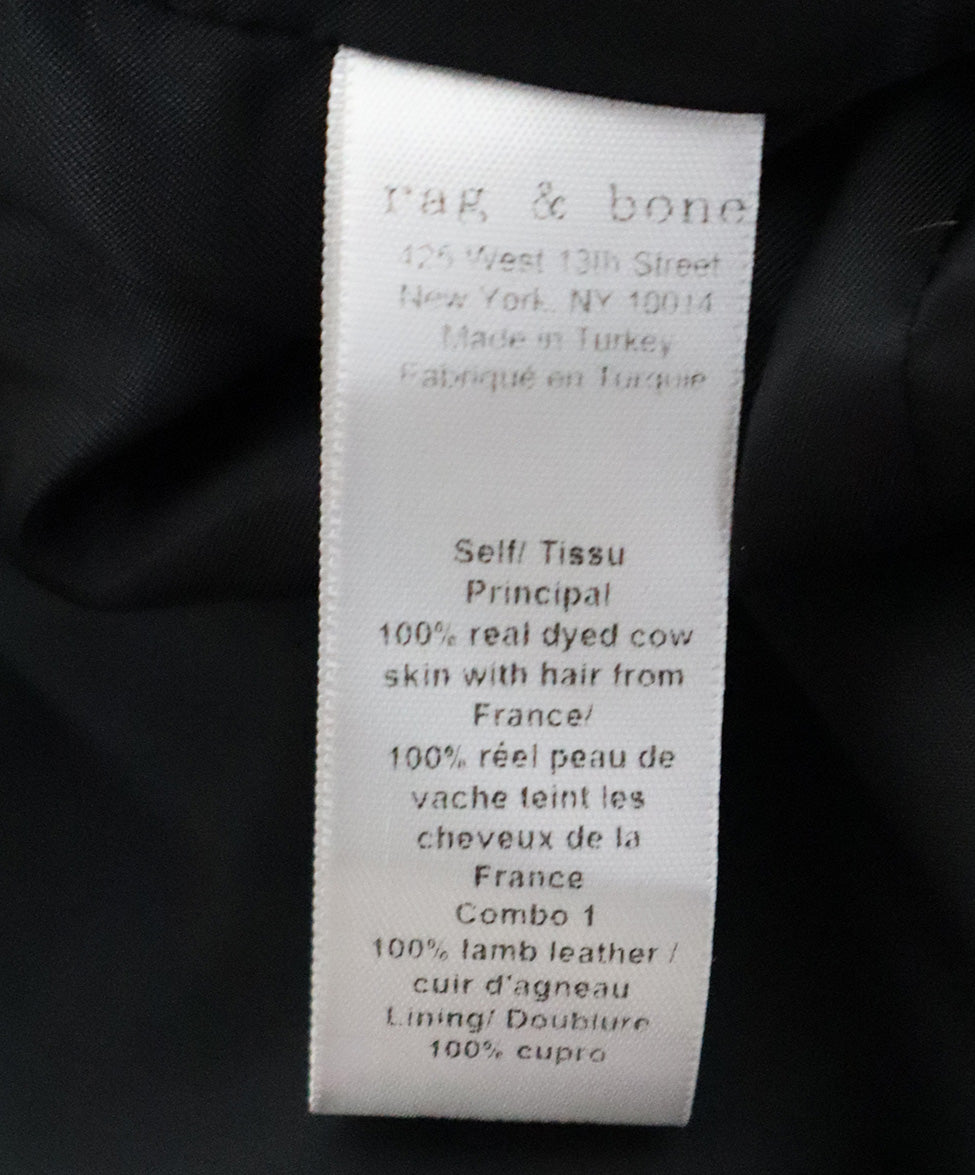 rag & bone
425 West 13th Street
New York, NY 10014
Made in Turkey
Fabriqué en Turquie
Self/ Tissu
Principal
100% real dyed cow
skin with hair from
France/
100% réel peau de
vache teint les
cheveux de la
France
Combo 1
100% lamb leather /
cuir d'agneau
Lining/ Doublure
100% cupro